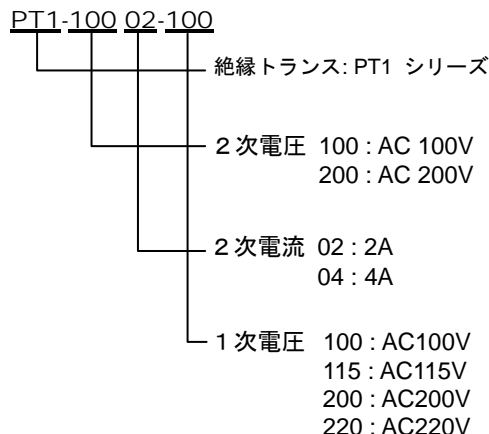 PT1-100 02-100
絶縁トランス: PT1 シリーズ
2次電圧 100 : AC 100V
200 : AC 200V
2次電流 02 : 2A
04 : 4A
1次電圧 100 : AC100V
115 : AC115V
200 : AC200V
220 : AC220V